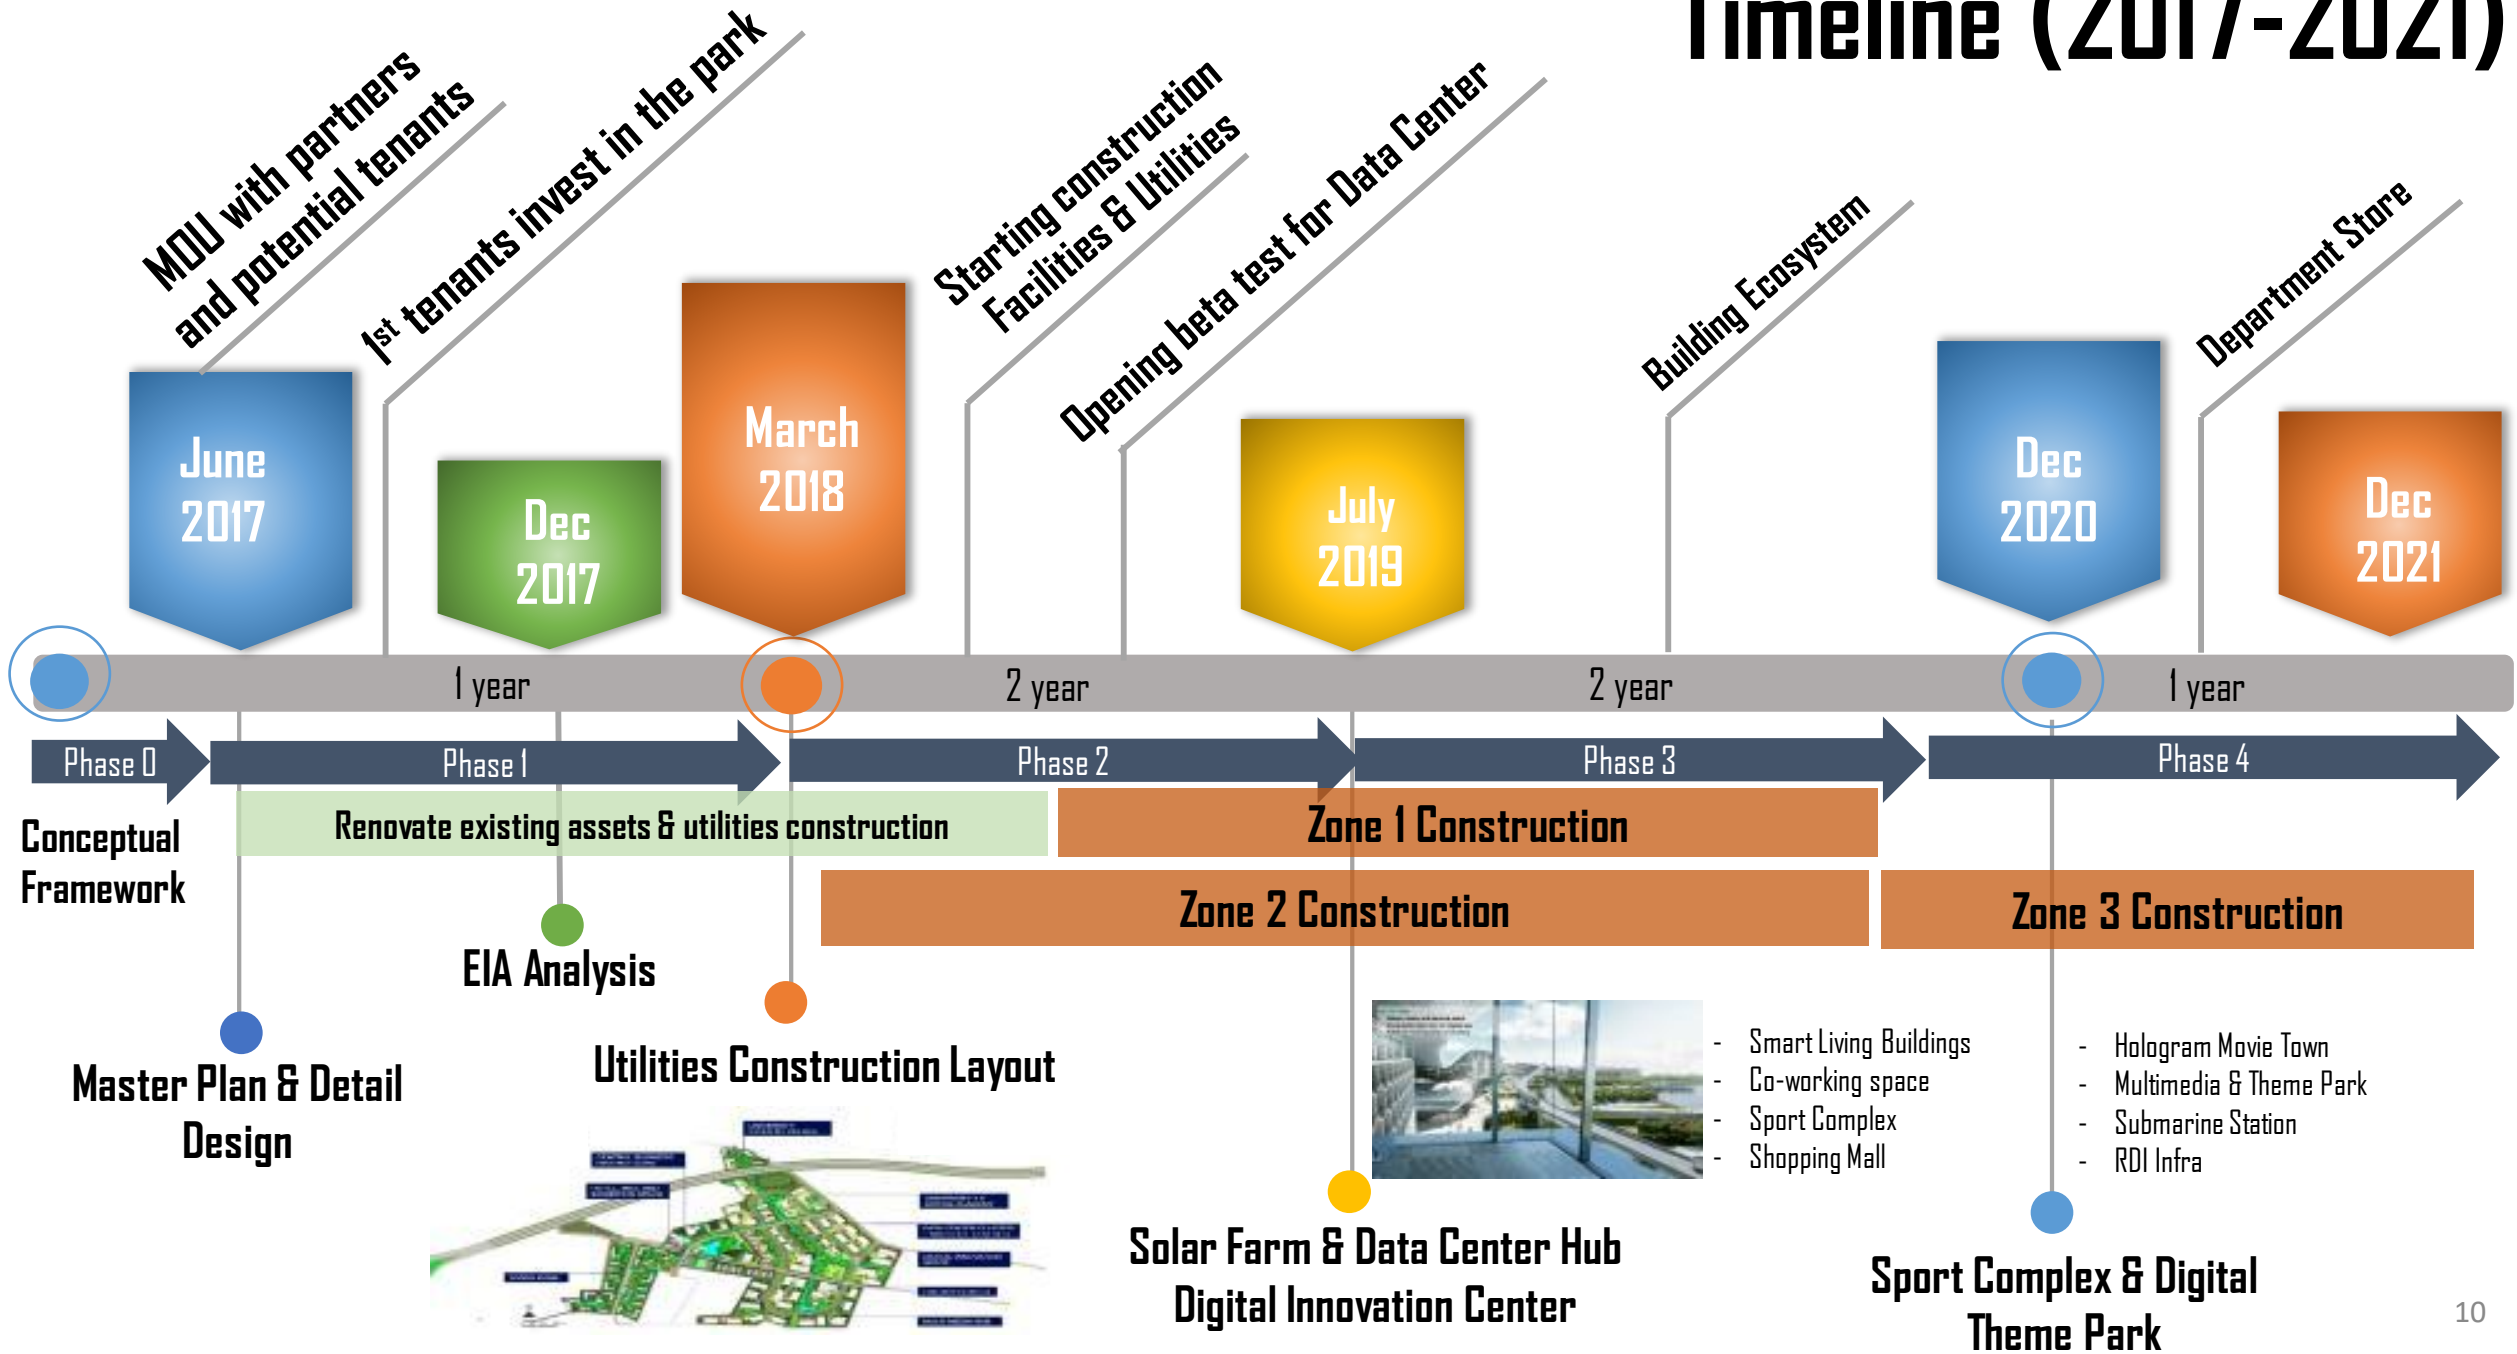 Timeline (2017-2021)
MOU with partners
and potential tenants
1st tenants invest in the park
Starting construction
Facilities & Utilities
Opening beta test for Data Center
Building Ecosystem
Department Store
June
2017
Dec
2017
March
2018
July
2019
Dec
2020
Dec
2021
1 year
2 year
2 year
1 year
Phase 0
Phase 1
Phase 2
Phase 3
Phase 4
Conceptual
Framework
Renovate existing assets & utilities construction
Zone 1 Construction
Zone 2 Construction
Zone 3 Construction
EIA Analysis
Master Plan & Detail
Design
Utilities Construction Layout
- Smart Living Buildings
- Co-working space
- Sport Complex
- Shopping Mall
- Hologram Movie Town
- Multimedia & Theme Park
- Submarine Station
- RDI Infra
Solar Farm & Data Center Hub
Digital Innovation Center
Sport Complex & Digital
Theme Park
10